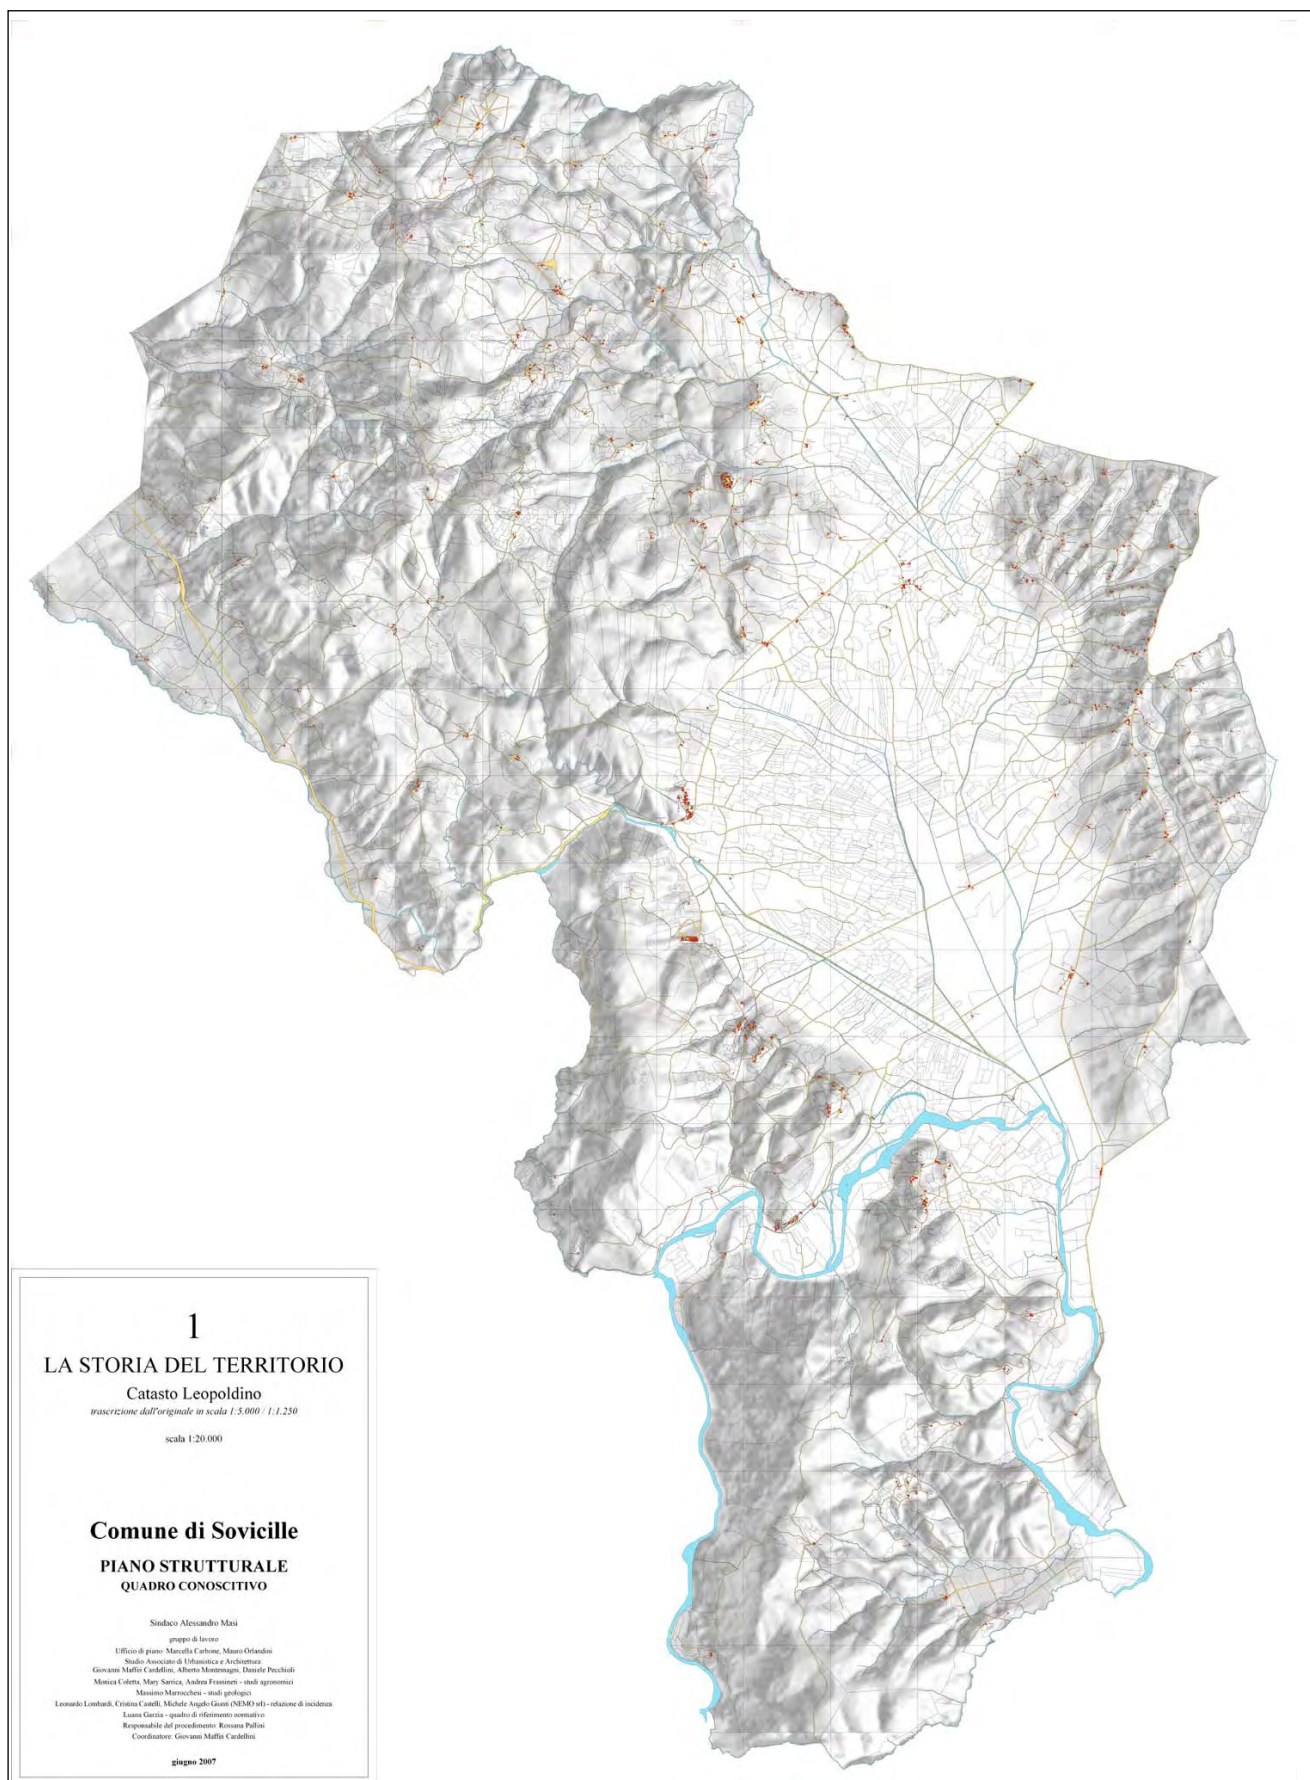 1
LA STORIA DEL TERRITORIO
Catasto Leopoldino
trascrizione dall'originale in scala 1:5.000 / 1:1.250
scala 1:20.000
Comune di Sovicille
PIANO STRUTTURALE
QUADRO CONOSCITIVO
Sindaco Alessandro Masi
gruppo di lavoro
Ufficio di piano: Marcella Carbone, Mauro Orlandini
Studio Associato di Urbanistica e Architettura:
Giovanni Maffei Cardellini, Alberto Montemagni, Daniele Pecchioli
Monica Coletta, Mary Sarrica, Andrea Frassineti - studi agronomici
Massimo Marrocchesi - studi geologici
Leonardo Lombardi, Cristina Castelli, Michele Angelo Giunti (NEMO srl) - relazione di incidenza
Luana Garzia - quadro di riferimento normativo
Responsabile del procedimento: Rossana Pallini
Coordinatore: Giovanni Maffei Cardellini
giugno 2007